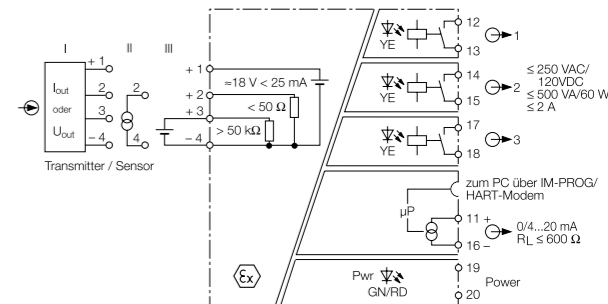 I II III
I out
oder
U out
+ 1
2
3
– 4
2
4
Transmitter / Sensor
+ 1
+ 2
+ 3
– 4
≈18 V < 25 mA
< 50 Ω
> 50 kΩ
Ex
YE
12
13
1
YE
14
15
2
≤ 250 VAC/
120VDC
≤ 500 VA/60 W
≤ 2 A
YE
17
18
3
zum PC über IM-PROG/
HART-Modem
µP
11 +
16 –
0/4...20 mA
RL ≤ 600 Ω
Pwr
GN/RD
19
20
Power